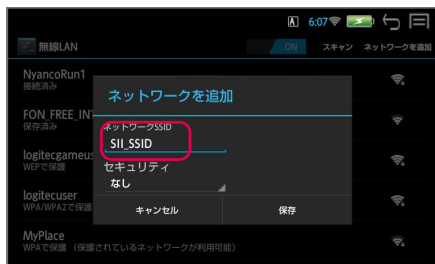 A 6:07
無線LAN ON スキャン ネットワークを追加
NyancoRun1
接続済み
ネットワークを追加
FON_FREE_IN
保存済み
ネットワークSSID
SII_SSID
logitecgameus
WEPで保護
セキュリティ
なし
logitecuser
WPA/WPA2で保護
キャンセル 保存
MyPlace
WPAで保護（保護されているネットワークが利用可能）